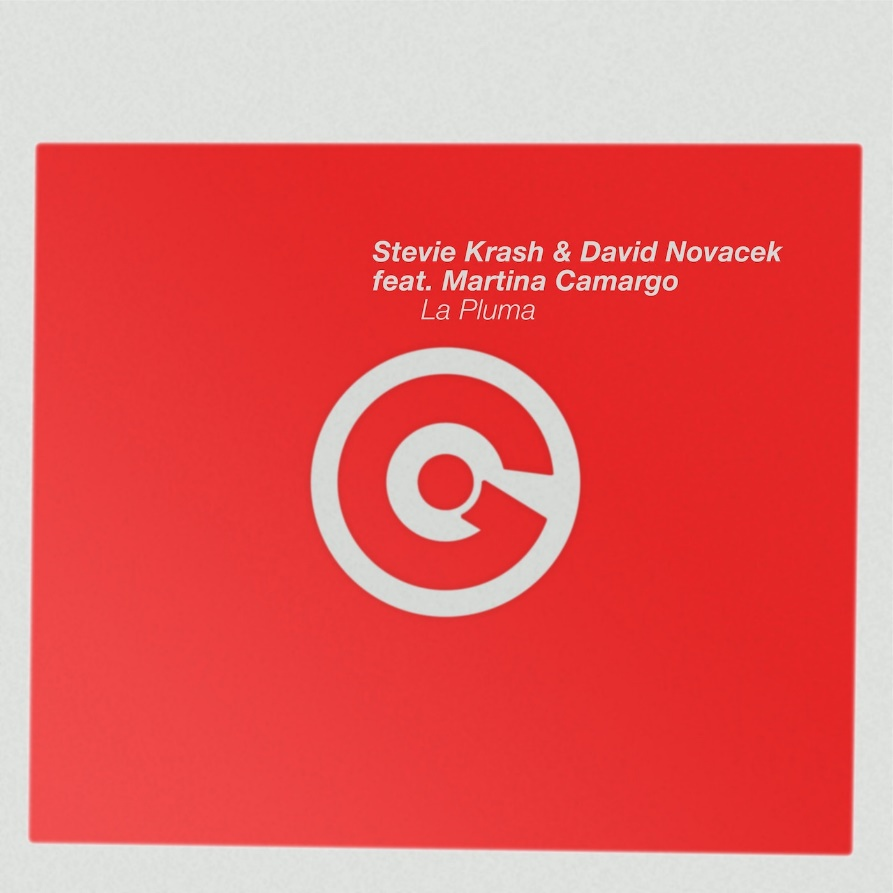 Stevie Krash & David Novacek
feat. Martina Camargo
La Pluma